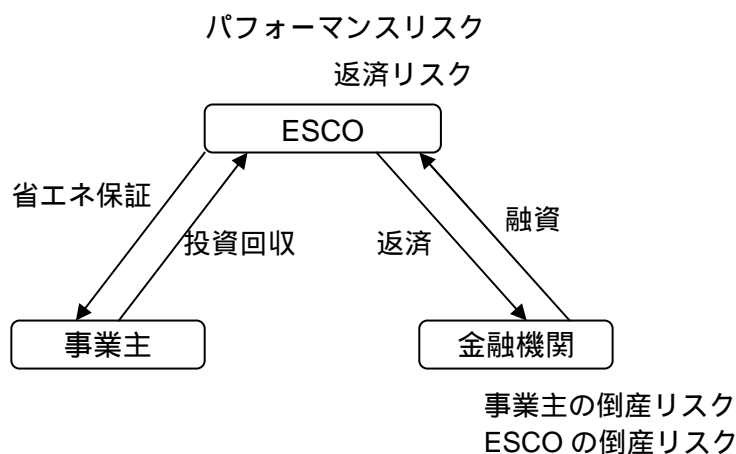 パフォーマンスリスク
返済リスク
ESCO
省エネ保証
投資回収
返済
融資
事業主
金融機関
事業主の倒産リスク
ESCO の倒産リスク